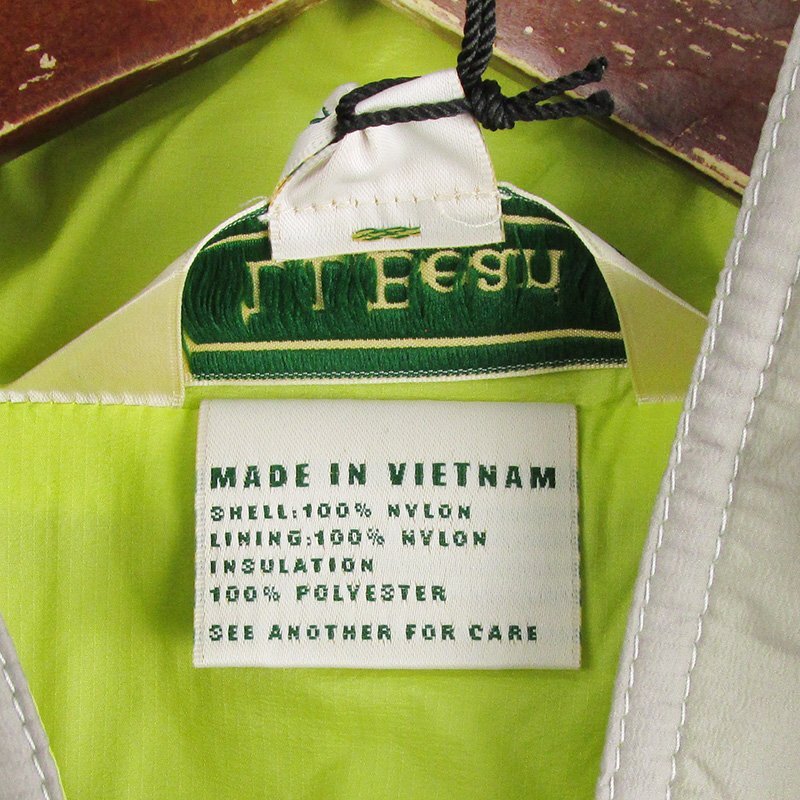 MADE IN VIETNAM
SHELL:100% NYLON
LINING:100% NYLON
INSULATION
100% POLYESTER
SEE ANOTHER FOR CARE